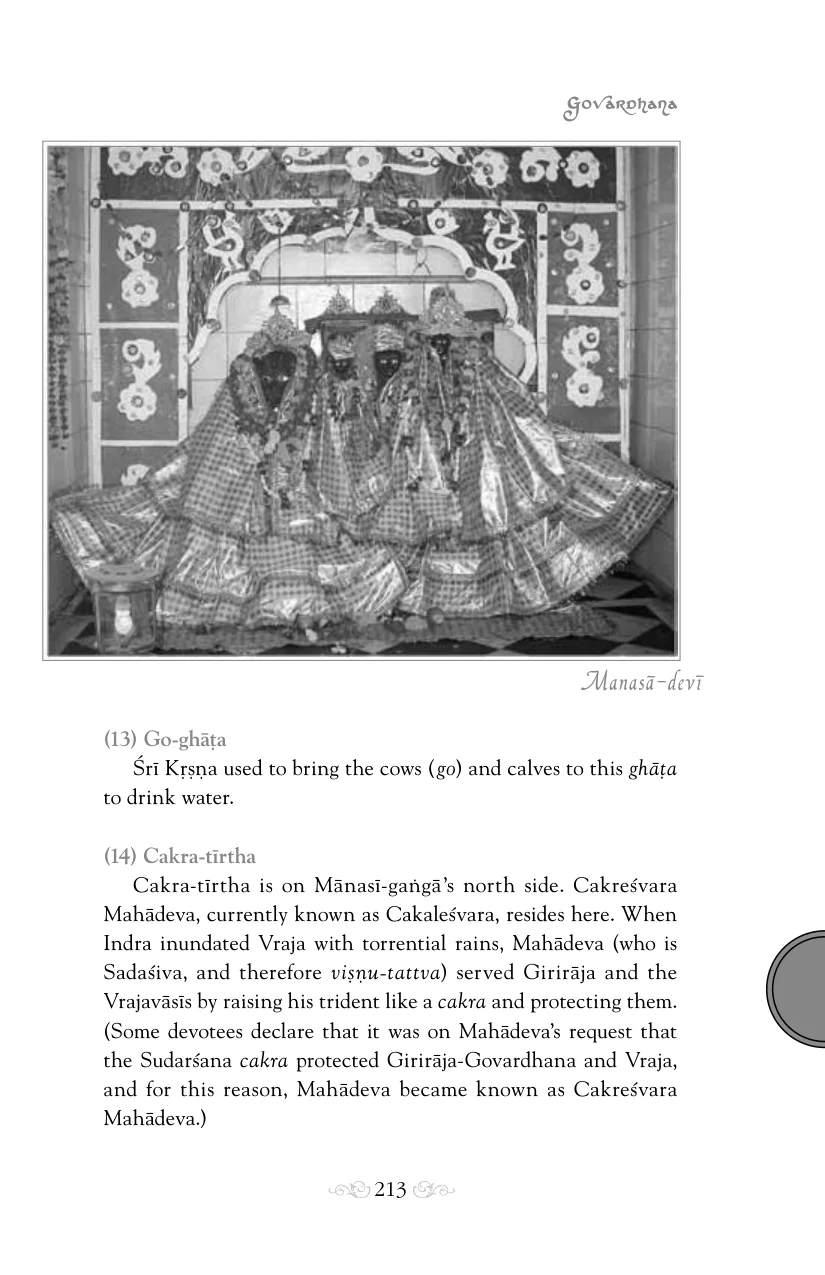 Govardhana
Manasā-devī
(13) Go-ghāṭa
Śrī Kṛṣṇa used to bring the cows (go) and calves to this ghāṭa
to drink water.
(14) Cakra-tīrtha
Cakra-tīrtha is on Mānasī-gaṅgā’s north side. Cakreśvara
Mahādeva, currently known as Cakaleśvara, resides here. When
Indra inundated Vraja with torrential rains, Mahādeva (who is
Sadaśiva, and therefore viṣṇu-tattva) served Girirāja and the
Vrajavāsīs by raising his trident like a cakra and protecting them.
(Some devotees declare that it was on Mahādeva’s request that
the Sudarśana cakra protected Girirāja-Govardhana and Vraja,
and for this reason, Mahādeva became known as Cakreśvara
Mahādeva.)
213